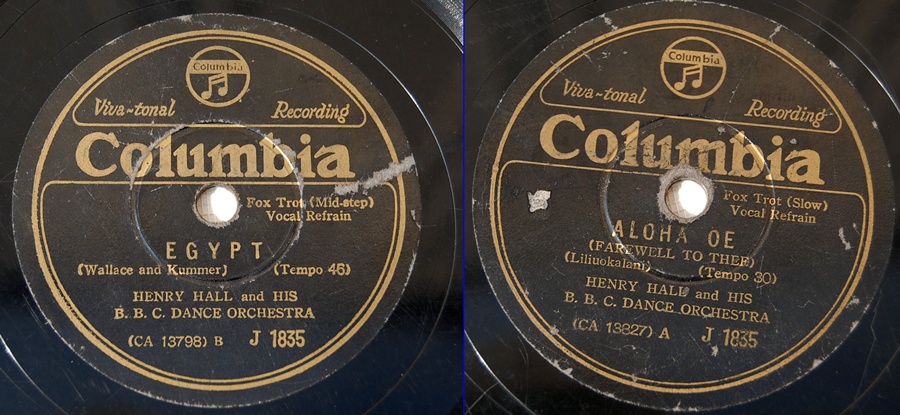 Columbia
Viva-tonal Recording
Columbia
Fox Trot (Mid-step)
Vocal Refrain
EGYPT
(Wallace and Kummer) (Tempo 46)
HENRY HALL and HIS
B. B. C. DANCE ORCHESTRA
(CA 13798) B J 1835
Columbia
Viva-tonal Recording
Columbia
Fox Trot (Slow)
Vocal Refrain
ALOHA OE
(FAREWELL TO THEE)
(Liliuokalani) (Tempo 30)
HENRY HALL and HIS
B. B. C. DANCE ORCHESTRA
(CA 13827) A J 1835